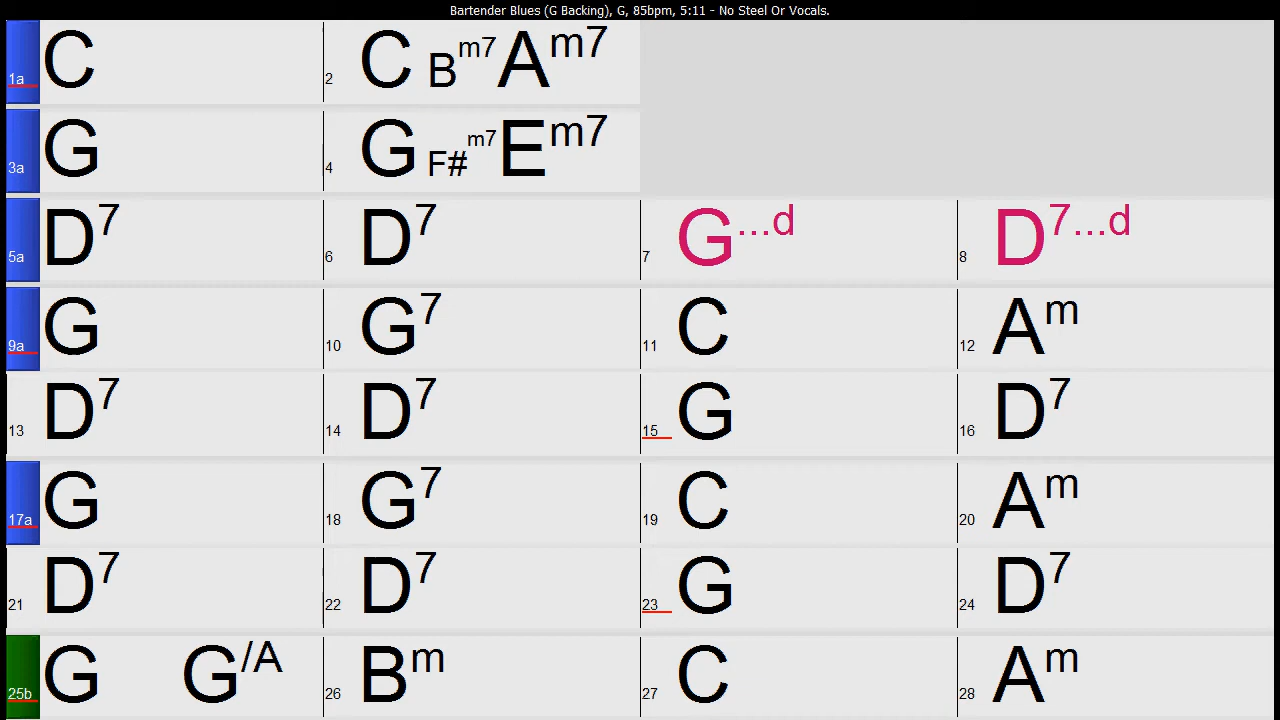 Bartender Blues (G Backing), G, 85bpm, 5:11 - No Steel Or Vocals.
1a C 2 C Bm7 Am7
3a G 4 G F#m7 Em7
5a D7 6 D7 7 G...d 8 D7...d
9a G 10 G7 11 C 12 Am
13 D7 14 D7 15 G 16 D7
17a G 18 G7 19 C 20 Am
21 D7 22 D7 23 G 24 D7
25b G G/A 26 Bm 27 C 28 Am